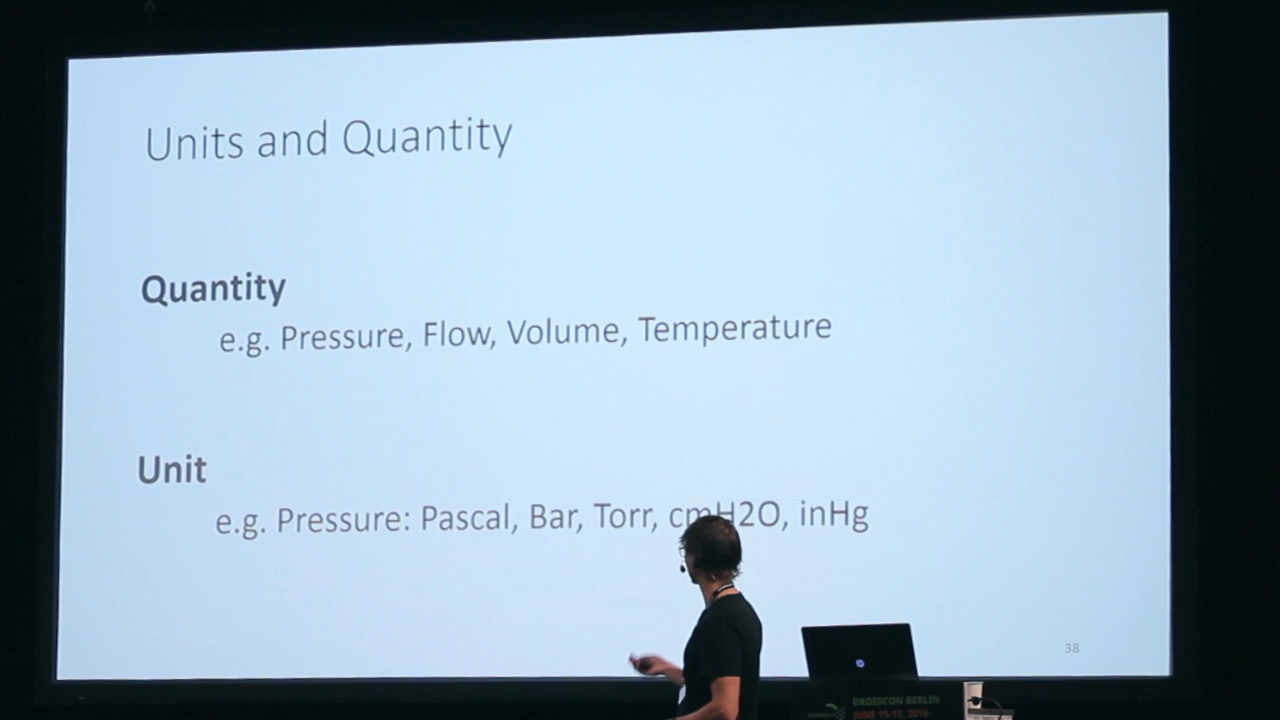 Units and Quantity
Quantity
e.g. Pressure, Flow, Volume, Temperature
Unit
e.g. Pressure: Pascal, Bar, Torr, cmH2O, inHg
38
DROIDCON BERLIN
JUNE 15-17, 2016